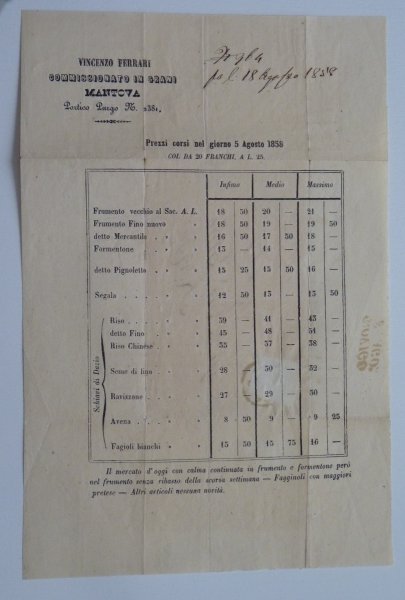 VINCENZO FERRARI
COMMISSIONATO IN GRANI
MANTOVA
Portico Purgo N. 2381.
18 Agosto 1858
Prezzi corsi nel giorno 5 Agosto 1858
COL DA 20 FRANCHI, A L. 25.
Infimo Medio Massimo
Frumento vecchio al Sac. A. L. 18 50 20 — 21 —
Frumento Fino nuovo » 18 50 19 — 19 50
detto Mercantile . » » 16 50 17 50 18 —
Formentone . . » » 13 — 14 — 15 —
detto Pignoletto . » » 15 25 15 50 16 —
Segala . . . . . » » 12 50 13 — 13 50
Schiavi di Dazio
Riso . . . . » » 39 — 41 — 43 —
detto Fino . . » » 45 — 48 — 51 —
Riso Chinese . » » 35 — 37 — 38 —
Seme di lino . » » 28 — 30 — 32 —
Ravizzone . » » 27 — 29 — 30 —
Avena . . . » » 8 50 9 — 9 25
Fagioli bianchi » » 15 50 15 75 16 —
Il mercato d'oggi con calma continuata in frumento e formentone però
nel frumento senza ribasso della scorsa settimana — Fagginoli con maggiori
pretese — Altri articoli nessuna novità.